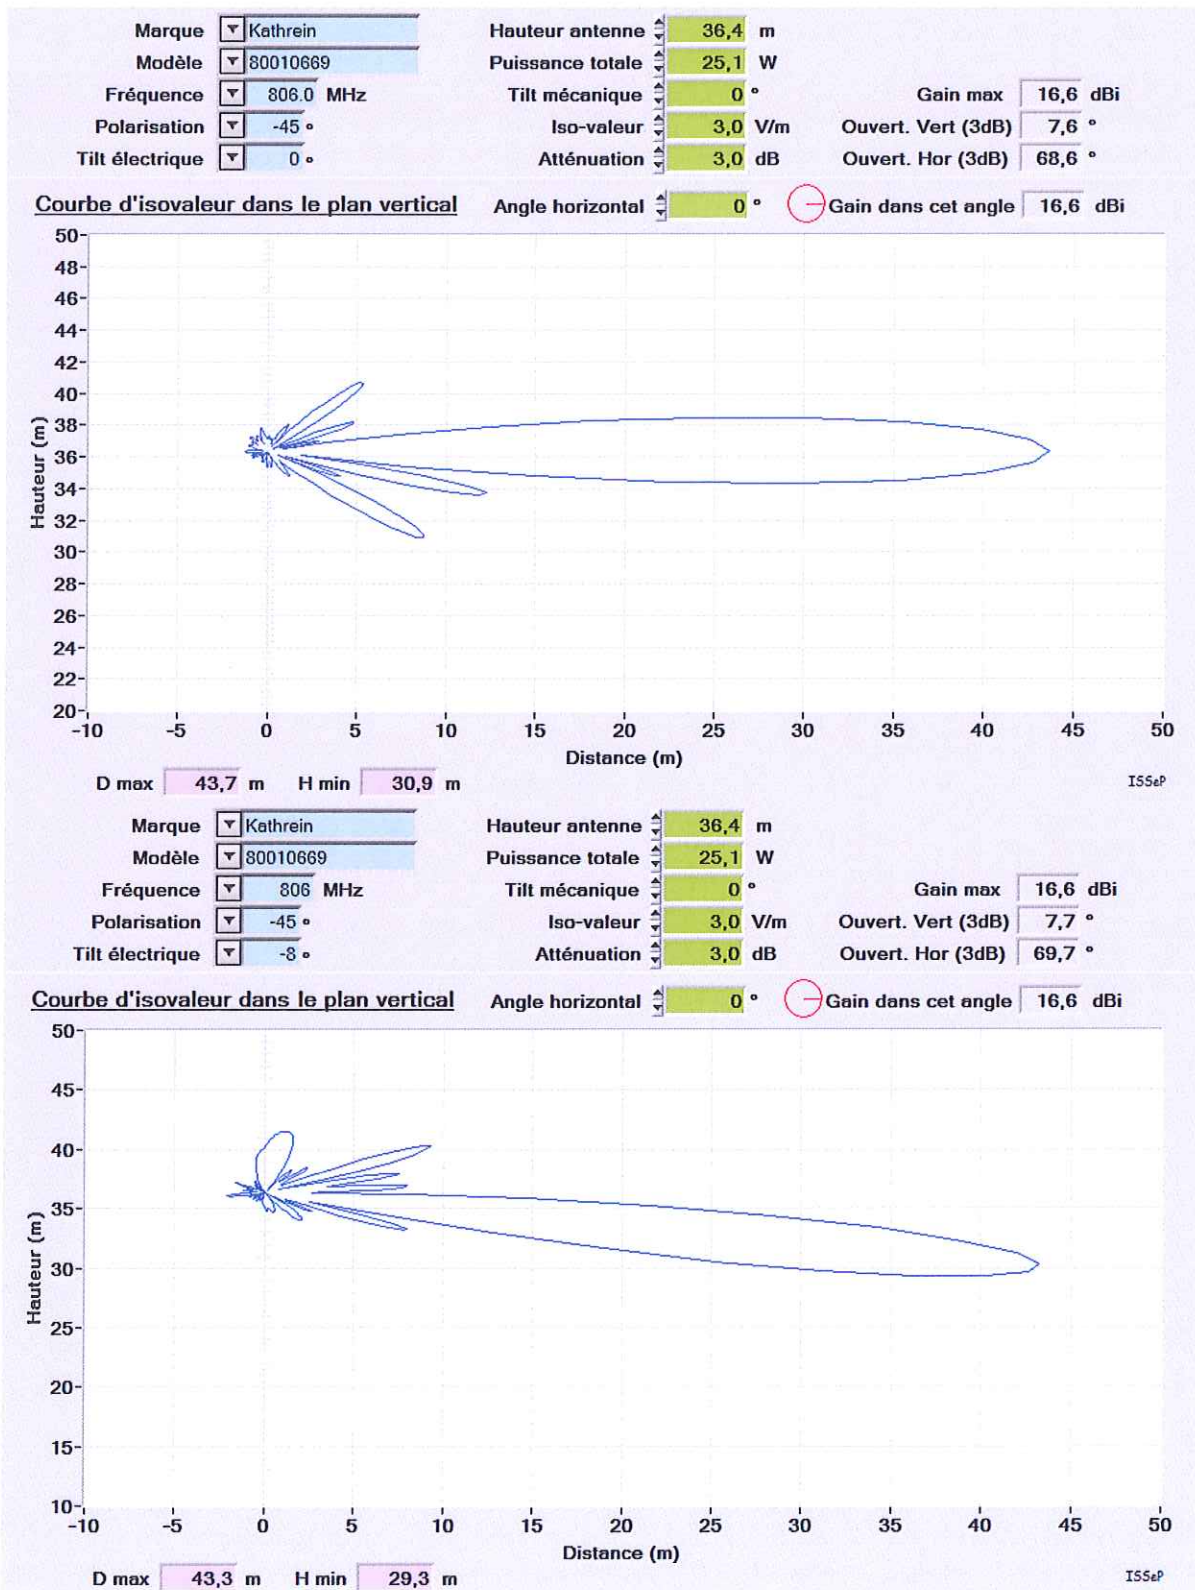 Marque Kathrein Hauteur antenne 36,4 m
Modèle 80010669 Puissance totale 25,1 W
Fréquence 806.0 MHz Tilt mécanique 0 ° Gain max 16,6 dBi
Polarisation -45 ° Iso-valeur 3,0 V/m Ouvert. Vert (3dB) 7,6 °
Tilt électrique 0 ° Atténuation 3,0 dB Ouvert. Hor (3dB) 68,6 °
Courbe d'isovaleur dans le plan vertical Angle horizontal 0 ° Gain dans cet angle 16,6 dBi
50
48
46
44
42
40
38
36
34
32
30
28
26
24
22
20
Hauteur (m)
-10 -5 0 5 10 15 20 25 30 35 40 45 50
Distance (m)
D max 43,7 m H min 30,9 m ISSeP
Marque Kathrein Hauteur antenne 36,4 m
Modèle 80010669 Puissance totale 25,1 W
Fréquence 806 MHz Tilt mécanique 0 ° Gain max 16,6 dBi
Polarisation -45 ° Iso-valeur 3,0 V/m Ouvert. Vert (3dB) 7,7 °
Tilt électrique -8 ° Atténuation 3,0 dB Ouvert. Hor (3dB) 69,7 °
Courbe d'isovaleur dans le plan vertical Angle horizontal 0 ° Gain dans cet angle 16,6 dBi
50
45
40
35
30
25
20
15
10
Hauteur (m)
-10 -5 0 5 10 15 20 25 30 35 40 45 50
Distance (m)
D max 43,3 m H min 29,3 m ISSeP